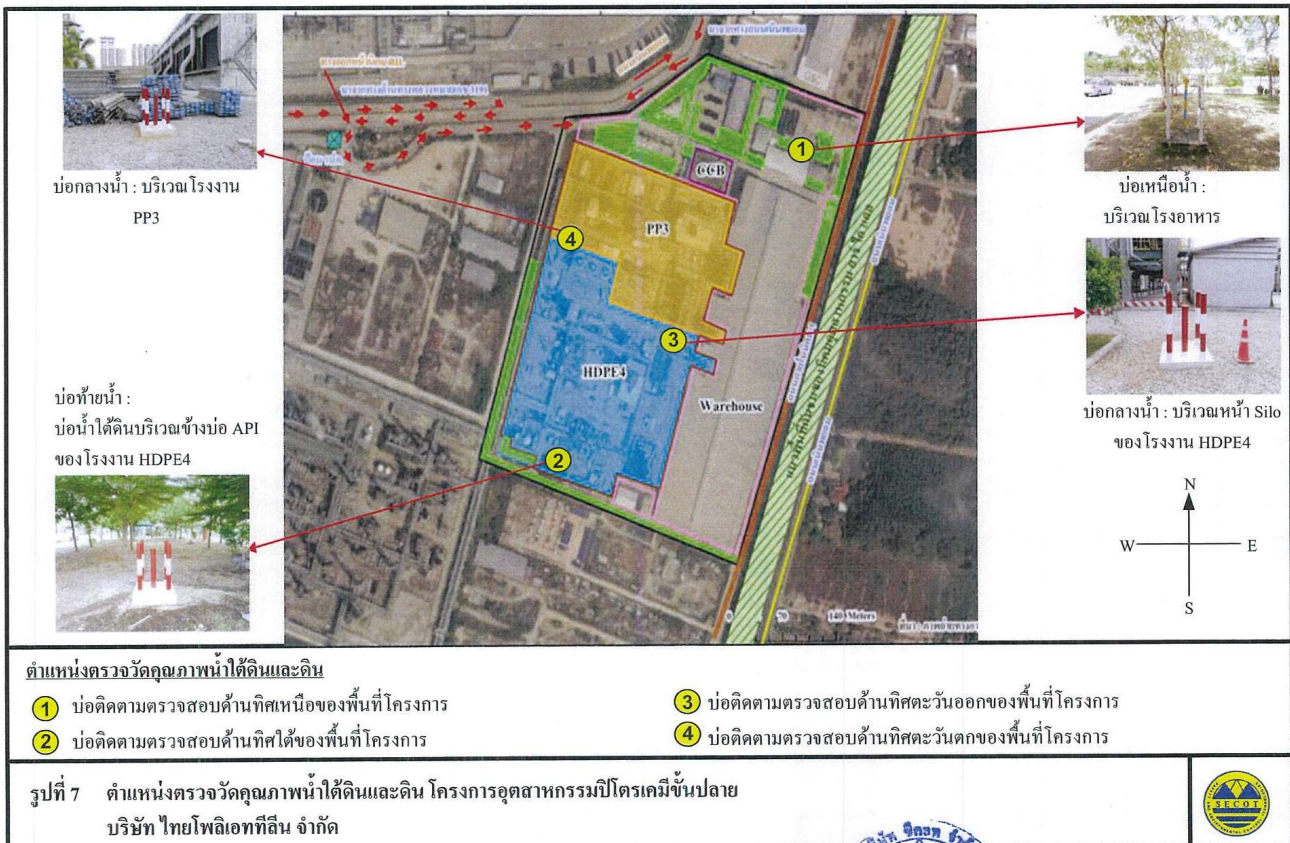 บ่อกลางน้ำ : บริเวณโรงงาน
PP3
บ่อท้ายน้ำ :
บ่อน้ำใต้ดินบริเวณข้างบ่อ API
ของโรงงาน HDPE4
1
CCB
PP3
4
3
HDPE4
Warehouse
2
0 70 140 Meters
บ่อเหนือน้ำ :
บริเวณโรงอาหาร
บ่อกลางน้ำ : บริเวณหน้า Silo
ของโรงงาน HDPE4
N
W E
S
ตำแหน่งตรวจวัดคุณภาพน้ำใต้ดินและดิน
1 บ่อติดตามตรวจสอบด้านทิศเหนือของพื้นที่โครงการ
2 บ่อติดตามตรวจสอบด้านทิศใต้ของพื้นที่โครงการ
3 บ่อติดตามตรวจสอบด้านทิศตะวันออกของพื้นที่โครงการ
4 บ่อติดตามตรวจสอบด้านทิศตะวันตกของพื้นที่โครงการ
รูปที่ 7 ตำแหน่งตรวจวัดคุณภาพน้ำใต้ดินและดิน โครงการอุตสาหกรรมปิโตรเคมีขั้นปลาย
บริษัท ไทยโพลิเอททีลีน จำกัด
SECOT